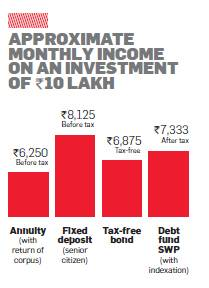 APPROXIMATE
MONTHLY INCOME
ON AN INVESTMENT
OF ₹10 LAKH
₹6,250
Before tax
₹8,125
Before tax
₹6,875
Tax-free
₹7,333
After tax
Annuity
(with
return of
corpus)
Fixed
deposit
(senior
citizen)
Tax-free
bond
Debt
fund
SWP
(with
indexation)